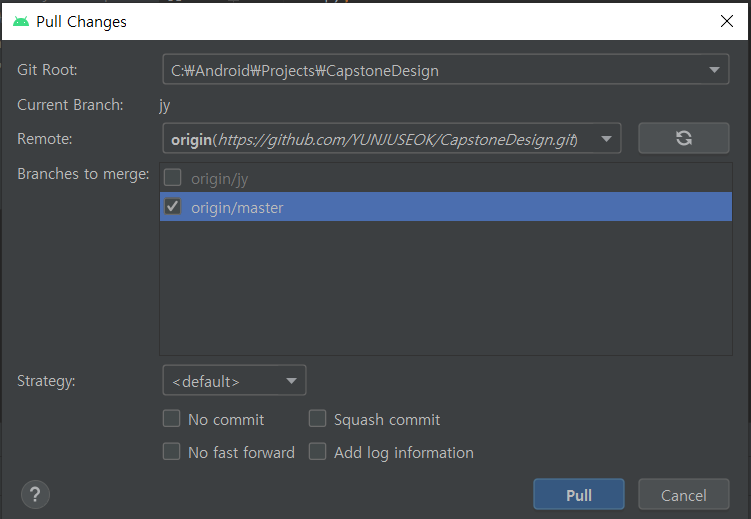 Pull Changes
Git Root: C:₩Android₩Projects₩CapstoneDesign
Current Branch: jy
Remote: origin(https://github.com/YUNJUSEOK/CapstoneDesign.git)
Branches to merge: origin/jy
origin/master
Strategy: <default>
No commit Squash commit
No fast forward Add log information
? Pull Cancel